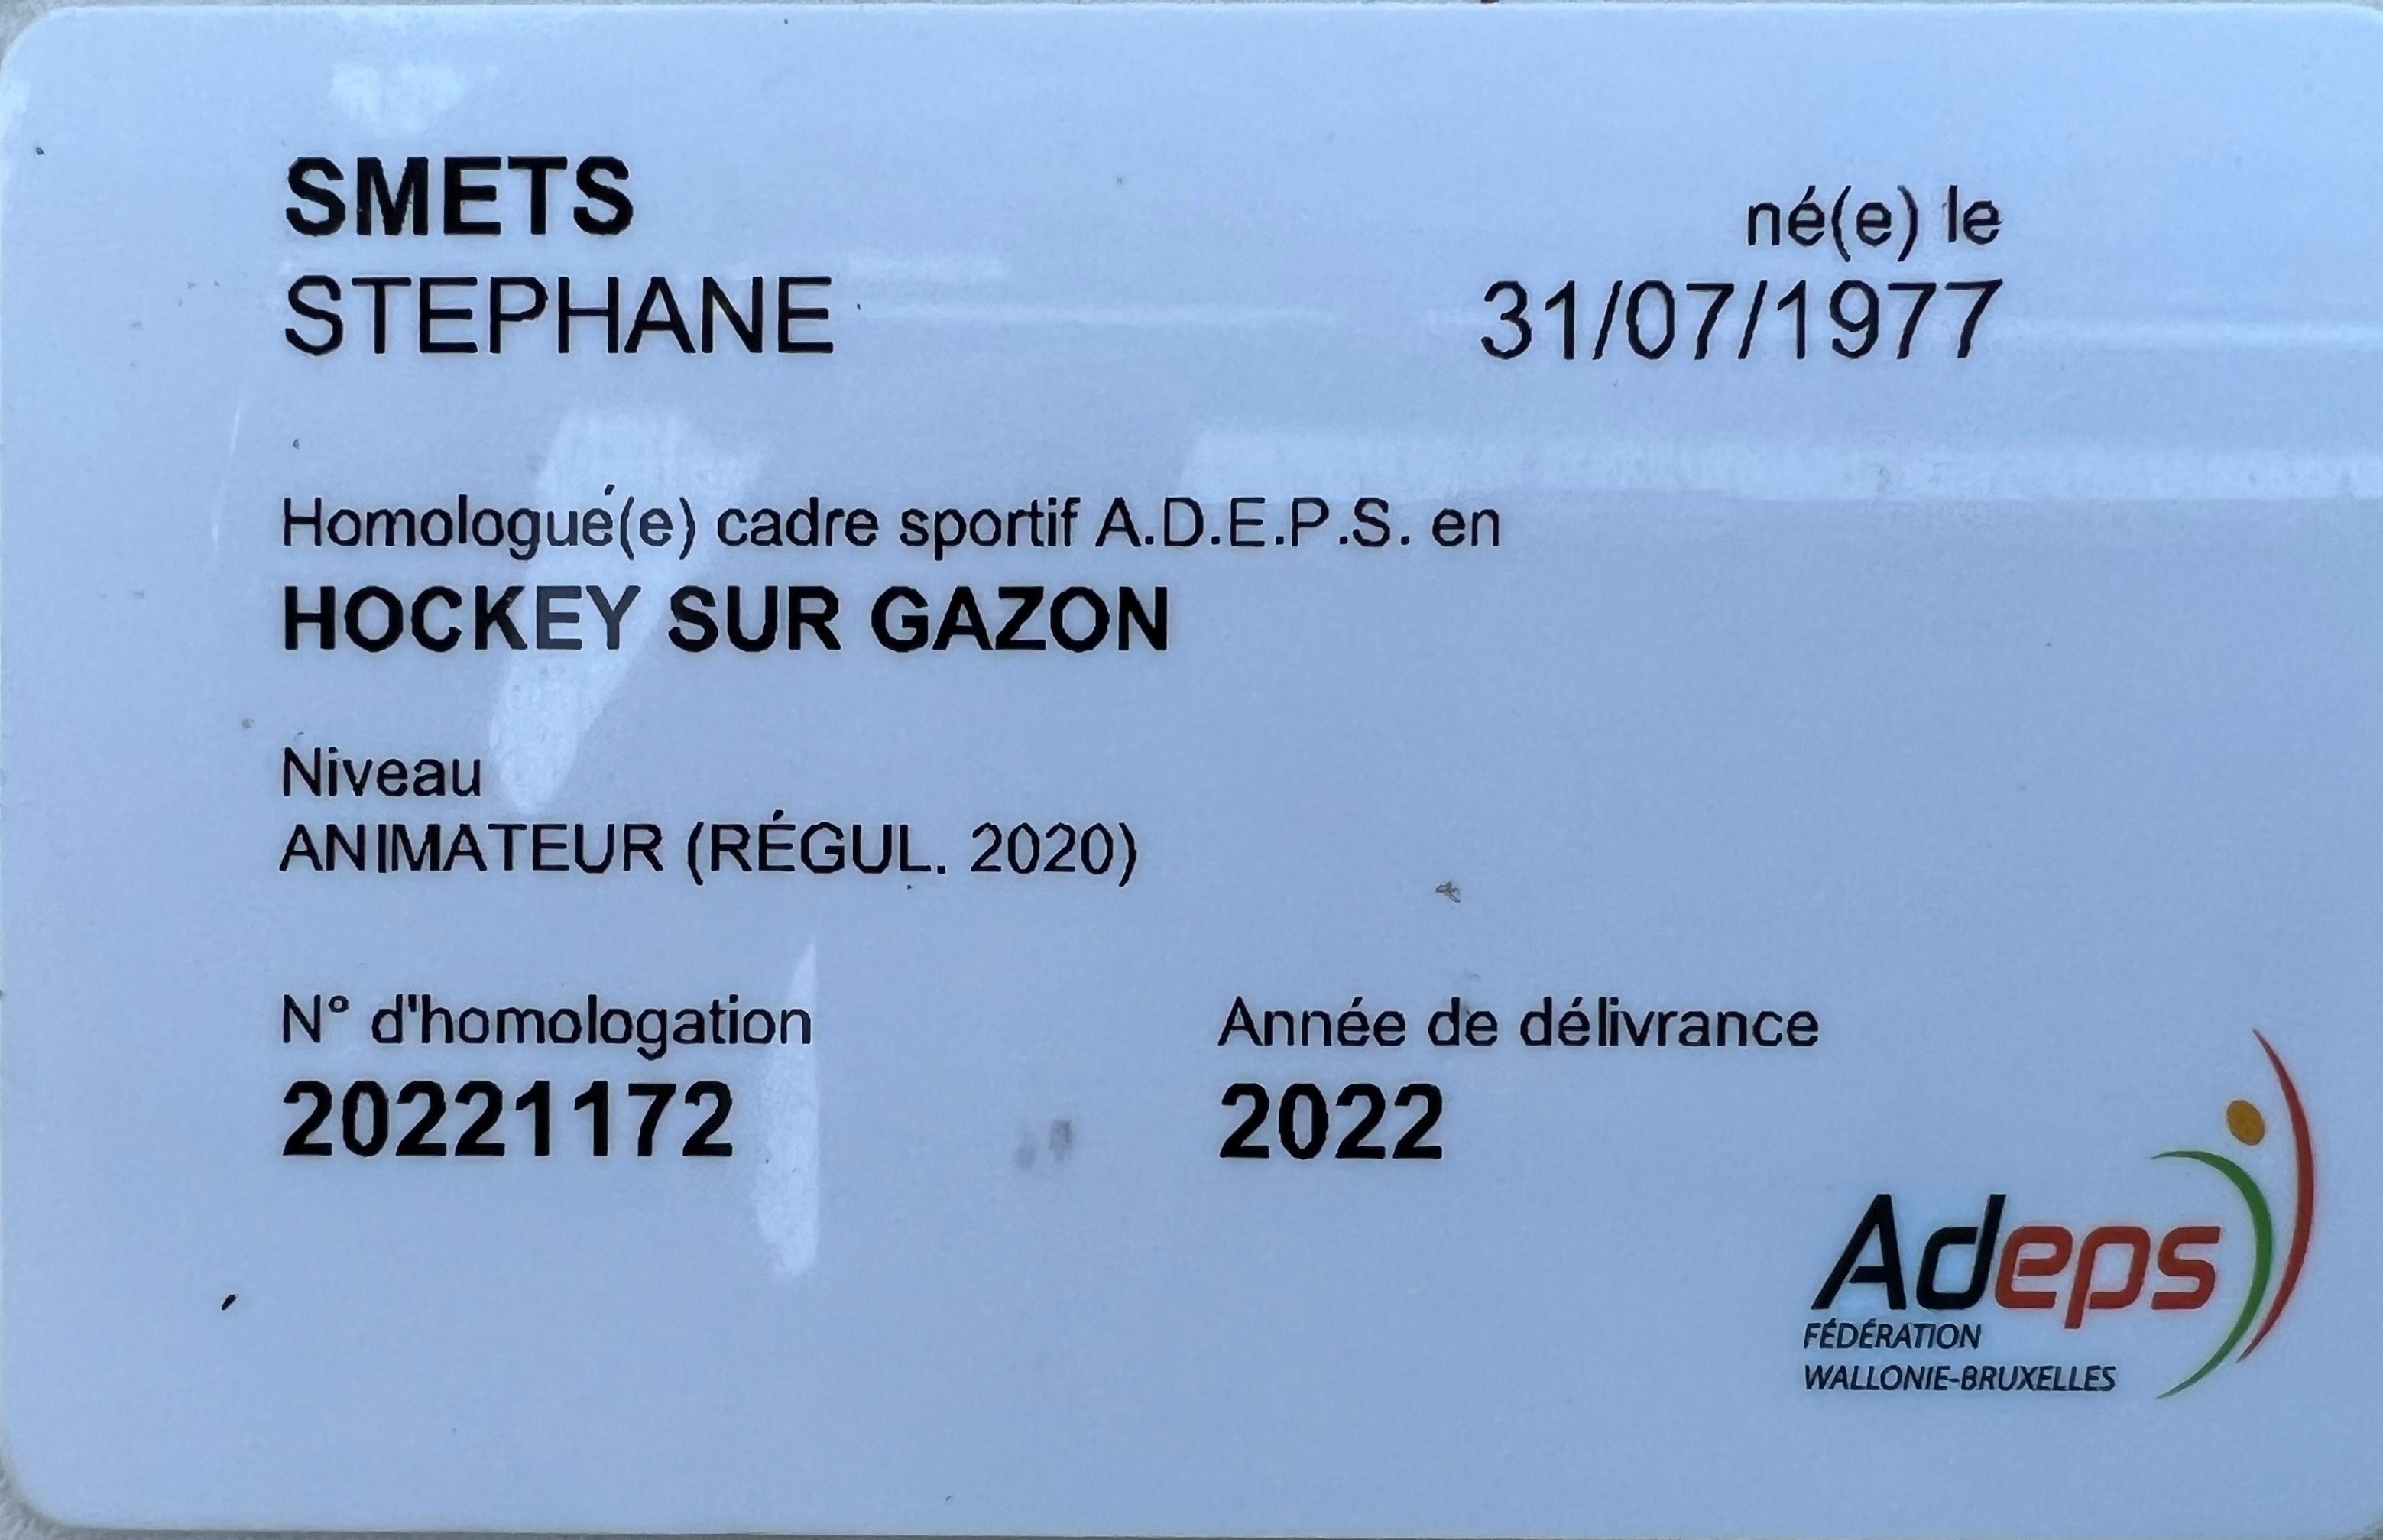 SMETS
STEPHANE
né(e) le
31/07/1977
Homologué(e) cadre sportif A.D.E.P.S. en
HOCKEY SUR GAZON
Niveau
ANIMATEUR (RÉGUL. 2020)
N° d'homologation
20221172
Année de délivrance
2022
Adeps
FÉDÉRATION
WALLONIE-BRUXELLES